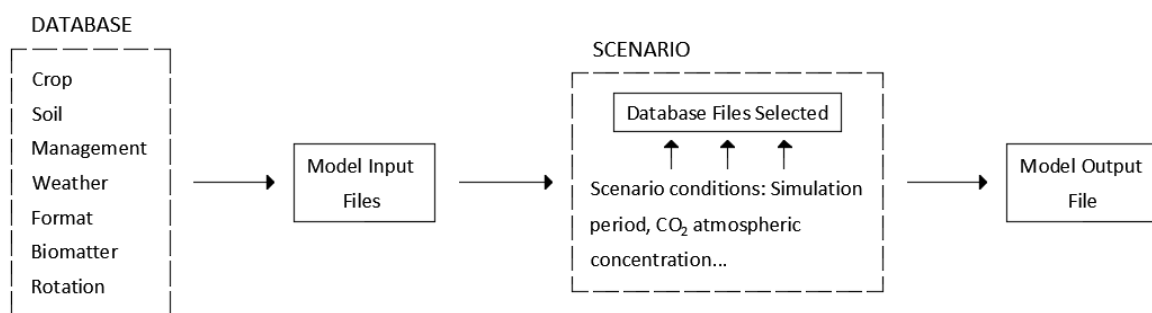 DATABASE
Crop
Soil
Management
Weather
Format
Biomatter
Rotation
Model Input
Files
SCENARIO
Database Files Selected
Scenario conditions: Simulation
period, CO₂ atmospheric
concentration...
Model Output
File